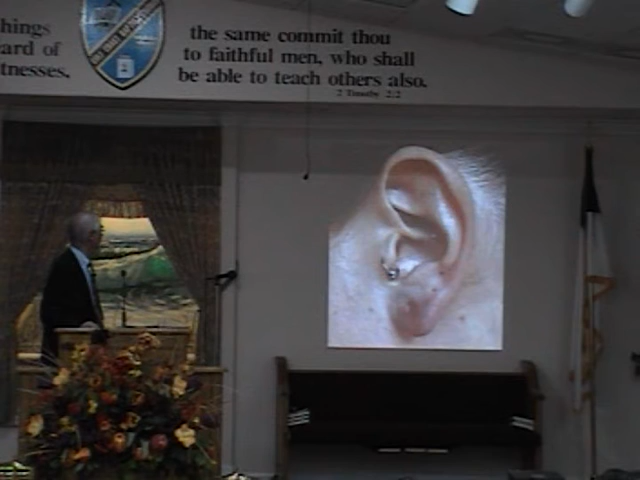 hings
ard of
tnesses,
the same commit thou
to faithful men, who shall
be able to teach others also.
2 Timothy 2:2